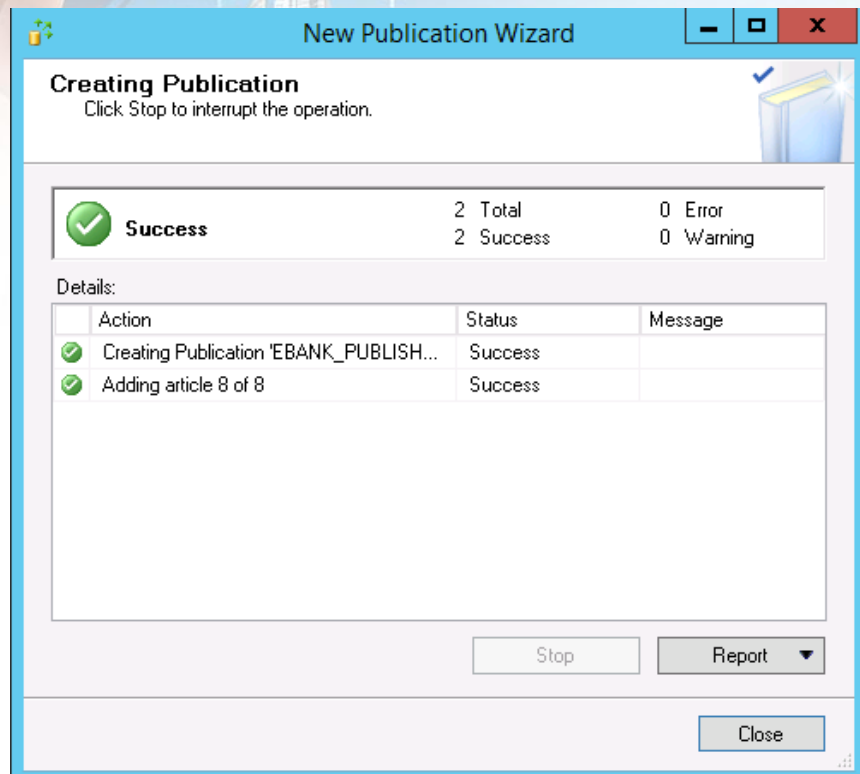 New Publication Wizard
Creating Publication
Click Stop to interrupt the operation.
Success
2 Total
0 Error
2 Success
0 Warning
Details:
Action Status Message
Creating Publication 'EBANK_PUBLISH... Success
Adding article 8 of 8 Success
Stop Report
Close